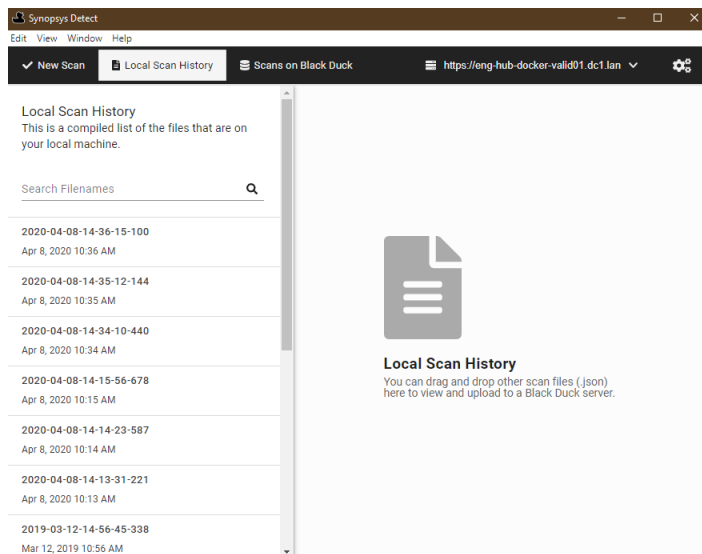 Synopsys Detect
Edit View Window Help
New Scan Local Scan History Scans on Black Duck https://eng-hub-docker-valid01.dc1.lan
Local Scan History
This is a compiled list of the files that are on
your local machine.
Search Filenames
2020-04-08-14-36-15-100
Apr 8, 2020 10:36 AM
2020-04-08-14-35-12-144
Apr 8, 2020 10:35 AM
2020-04-08-14-34-10-440
Apr 8, 2020 10:34 AM
2020-04-08-14-15-56-678
Apr 8, 2020 10:15 AM
2020-04-08-14-14-23-587
Apr 8, 2020 10:14 AM
2020-04-08-14-13-31-221
Apr 8, 2020 10:13 AM
2019-03-12-14-56-45-338
Mar 12, 2019 10:56 AM
Local Scan History
You can drag and drop other scan files (.json)
here to view and upload to a Black Duck server.